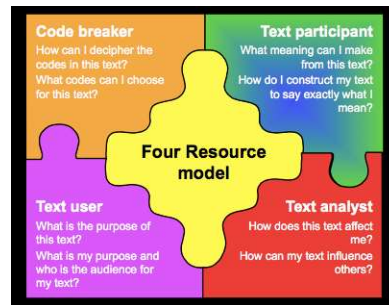 Code breaker
How can I decipher the
codes in this text?
What codes can I choose
for this text?
Text participant
What meaning can I make
from this text?
How do I construct my text
to say exactly what I
mean?
Four Resource
model
Text user
What is the purpose of
this text?
What is my purpose and
who is the audience for
my text?
Text analyst
How does this text affect
me?
How can my text influence
others?